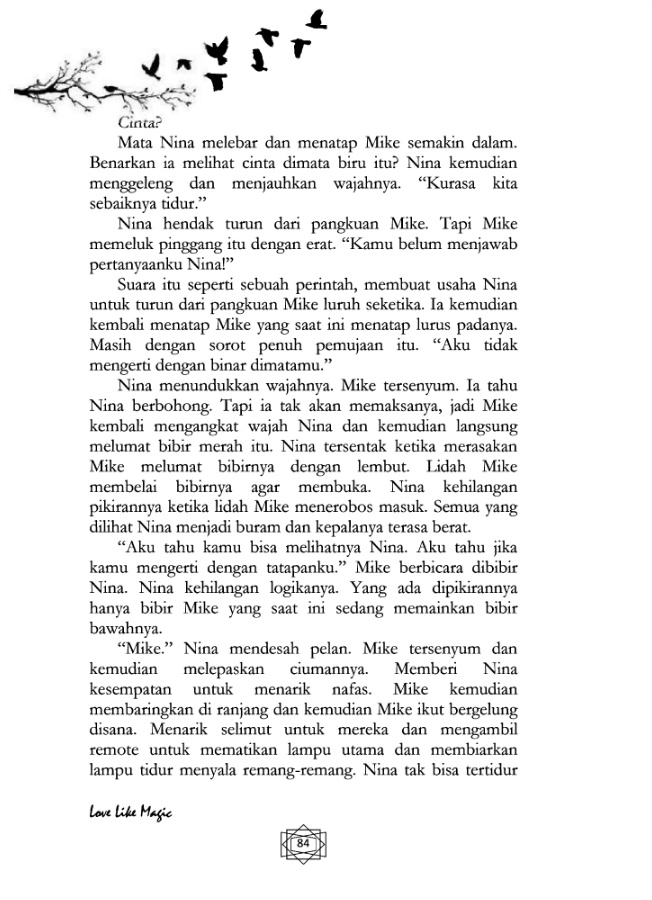 Cinta?
Mata Nina melebar dan menatap Mike semakin dalam.
Benarkan ia melihat cinta dimata biru itu? Nina kemudian
menggeleng dan menjauhkan wajahnya. “Kurasa kita
sebaiknya tidur.”
Nina hendak turun dari pangkuan Mike. Tapi Mike
memeluk pinggang itu dengan erat. “Kamu belum menjawab
pertanyaanku Nina!”
Suara itu seperti sebuah perintah, membuat usaha Nina
untuk turun dari pangkuan Mike luruh seketika. Ia kemudian
kembali menatap Mike yang saat ini menatap lurus padanya.
Masih dengan sorot penuh pemujaan itu. “Aku tidak
mengerti dengan binar dimatamu.”
Nina menundukkan wajahnya. Mike tersenyum. Ia tahu
Nina berbohong. Tapi ia tak akan memaksanya, jadi Mike
kembali mengangkat wajah Nina dan kemudian langsung
melumat bibir merah itu. Nina tersentak ketika merasakan
Mike melumat bibirnya dengan lembut. Lidah Mike
membelai bibirnya agar membuka. Nina kehilangan
pikirannya ketika lidah Mike menerobos masuk. Semua yang
dilihat Nina menjadi buram dan kepalanya terasa berat.
“Aku tahu kamu bisa melihatnya Nina. Aku tahu jika
kamu mengerti dengan tatapanku.” Mike berbicara dibibir
Nina. Nina kehilangan logikanya. Yang ada dipikirannya
hanya bibir Mike yang saat ini sedang memainkan bibir
bawahnya.
“Mike.” Nina mendesah pelan. Mike tersenyum dan
kemudian melepaskan ciumannya. Memberi Nina
kesempatan untuk menarik nafas. Mike kemudian
membaringkan di ranjang dan kemudian Mike ikut bergelung
disana. Menarik selimut untuk mereka dan mengambil
remote untuk mematikan lampu utama dan membiarkan
lampu tidur menyala remang-remang. Nina tak bisa tertidur
Love Like Magic
84